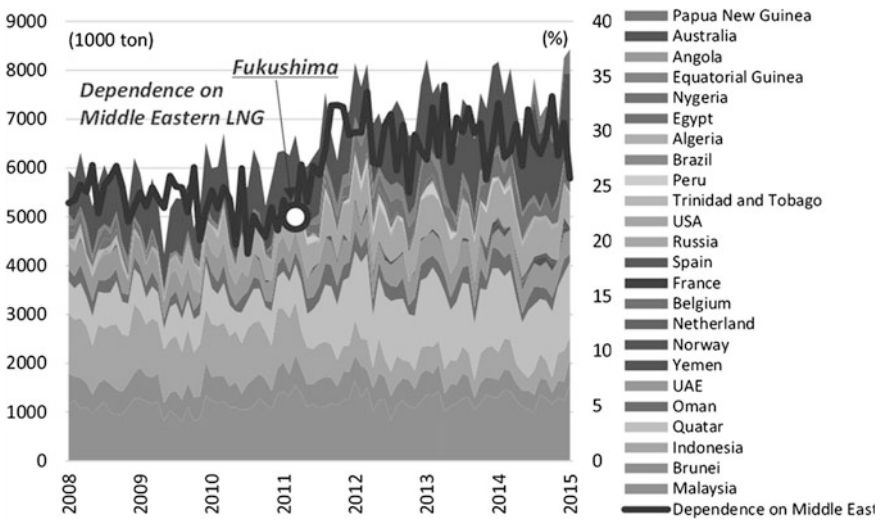 9000
8000
7000
6000
5000
4000
3000
2000
1000
0
(1000 ton)
(%)
Fukushima
Dependence on
Middle Eastern LNG
40
35
30
25
20
15
10
5
0
2008
2009
2010
2011
2012
2013
2014
2015
Papua New Guinea
Australia
Angola
Equatorial Guinea
Nygeria
Egypt
Algeria
Brazil
Peru
Trinidad and Tobago
USA
Russia
Spain
France
Belgium
Netherland
Norway
Yemen
UAE
Oman
Quatar
Indonesia
Brunei
Malaysia
Dependence on Middle East